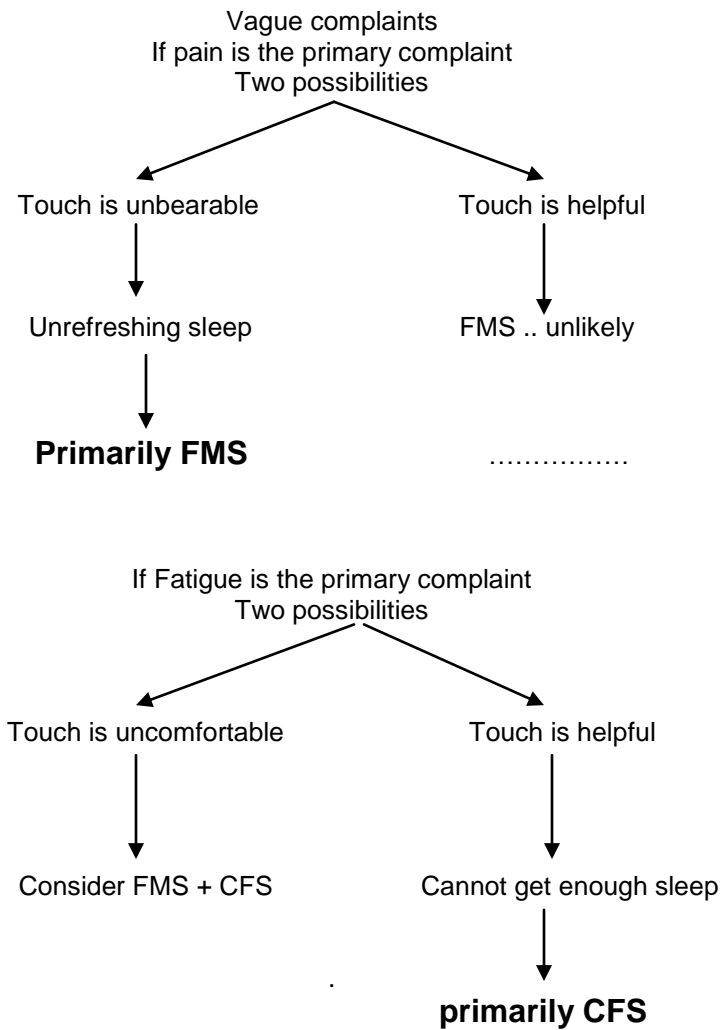 Vague complaints
If pain is the primary complaint
Two possibilities
Touch is unbearable
Touch is helpful
Unrefreshing sleep
FMS .. unlikely
Primarily FMS
................
If Fatigue is the primary complaint
Two possibilities
Touch is uncomfortable
Touch is helpful
Consider FMS + CFS
Cannot get enough sleep
.
primarily CFS